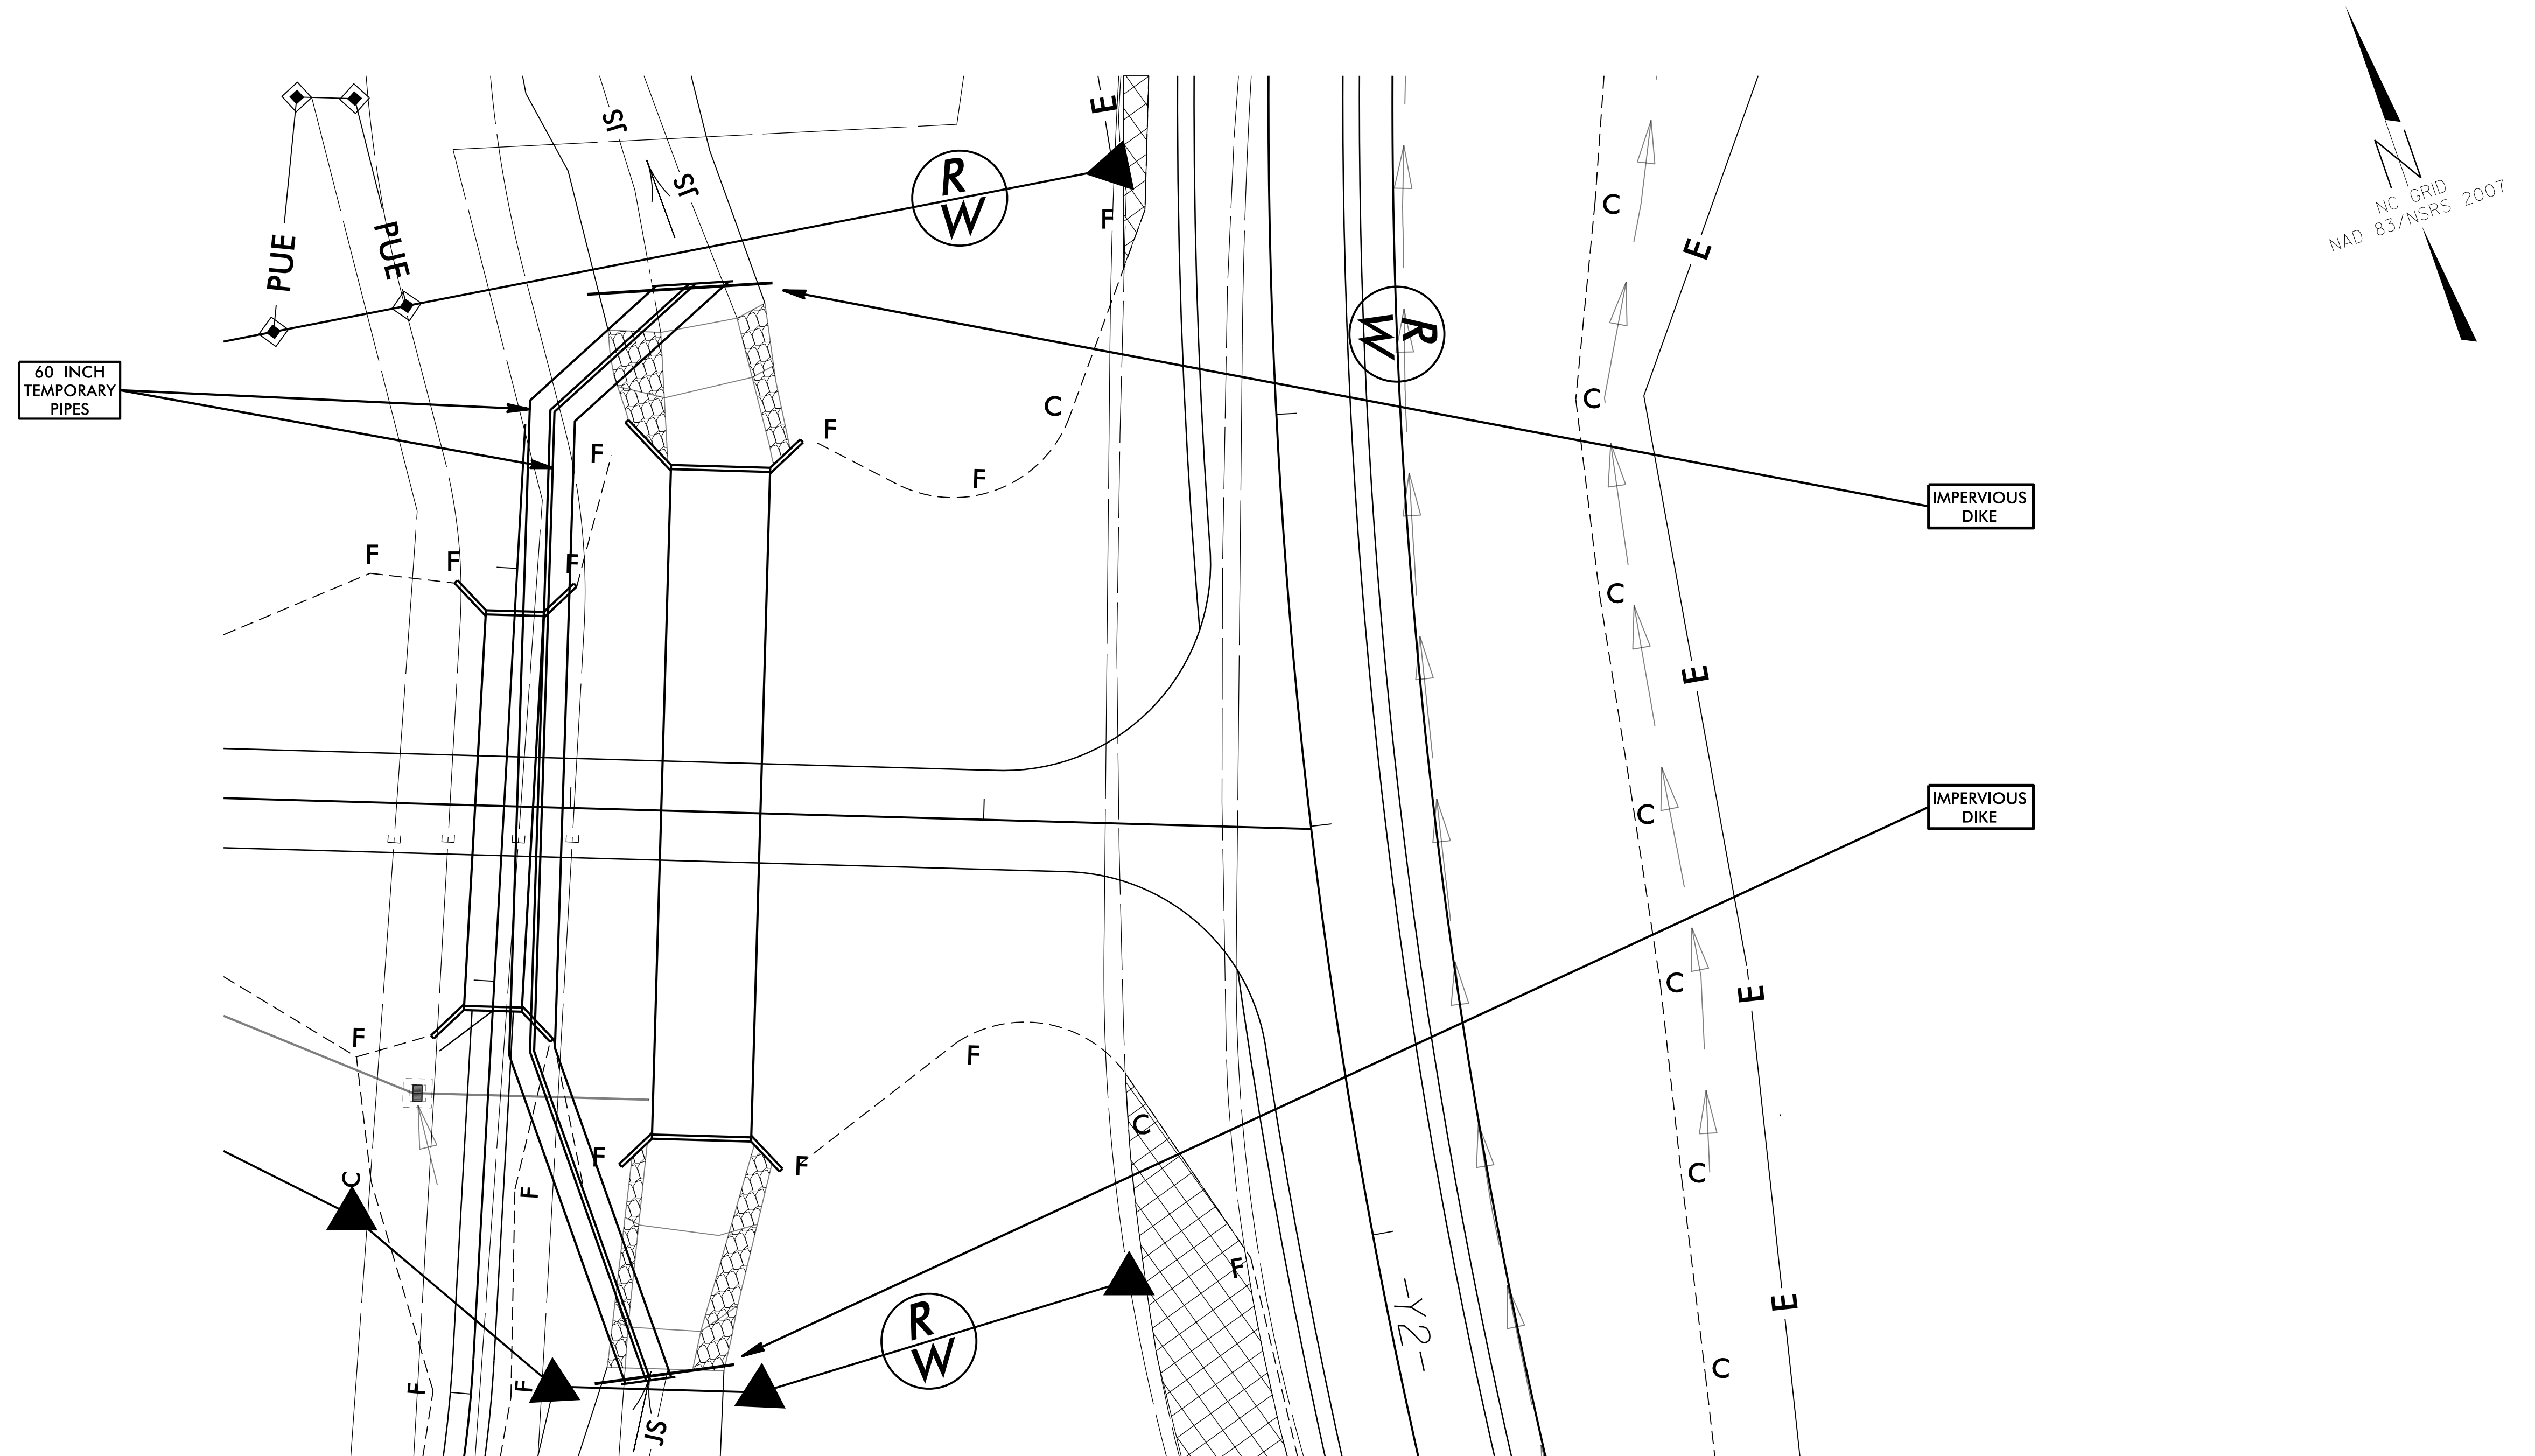 E
JS
JS
R
W
C
F
NC GRID
NAD 83/NSRS 2007
PUE
PUE
E
R
W
60 INCH
TEMPORARY
PIPES
C
C
F
F
F
IMPERVIOUS
DIKE
F
F
F
C
E
IMPERVIOUS
DIKE
C
E
E
E
E
C
E
F
F
C
F
F
C
C
F
F
E
R
W
-Y2-
C
F
F
JS